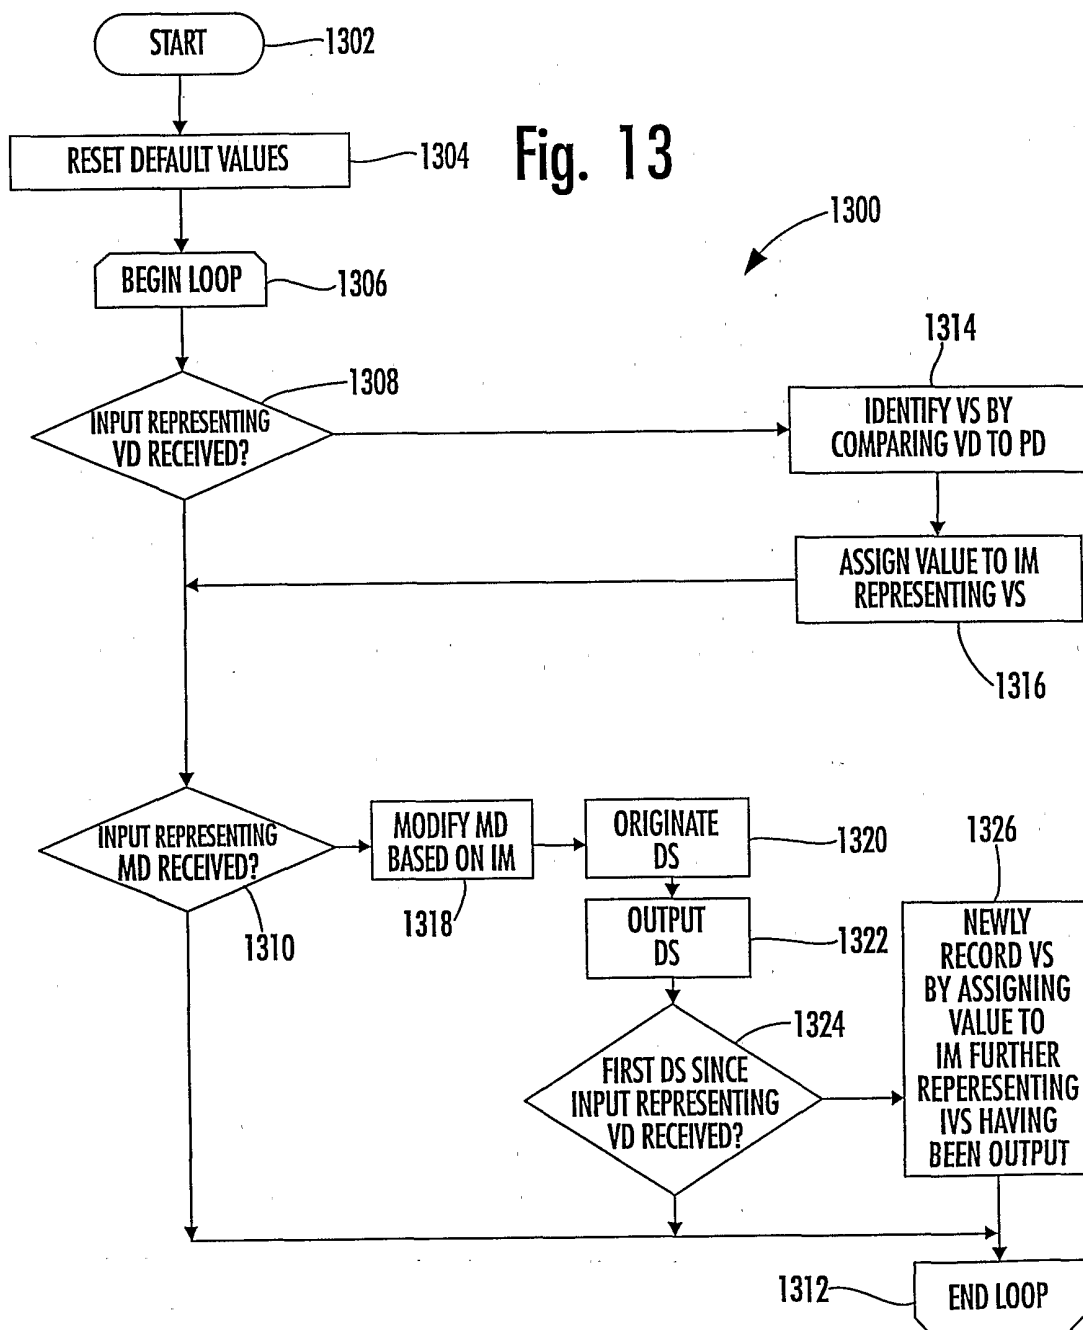 START
1302
RESET DEFAULT VALUES
1304
Fig. 13
1300
BEGIN LOOP
1306
1308
INPUT REPRESENTING
VD RECEIVED?
1314
IDENTIFY VS BY
COMPARING VD TO PD
ASSIGN VALUE TO IM
REPRESENTING VS
1316
INPUT REPRESENTING
MD RECEIVED?
1310
MODIFY MD
BASED ON IM
1318
ORIGINATE
DS
1320
OUTPUT
DS
1322
1324
FIRST DS SINCE
INPUT REPRESENTING
VD RECEIVED?
1326
NEWLY
RECORD VS
BY ASSIGNING
VALUE TO
IM FURTHER
REPERESENTING
IVS HAVING
BEEN OUTPUT
1312
END LOOP